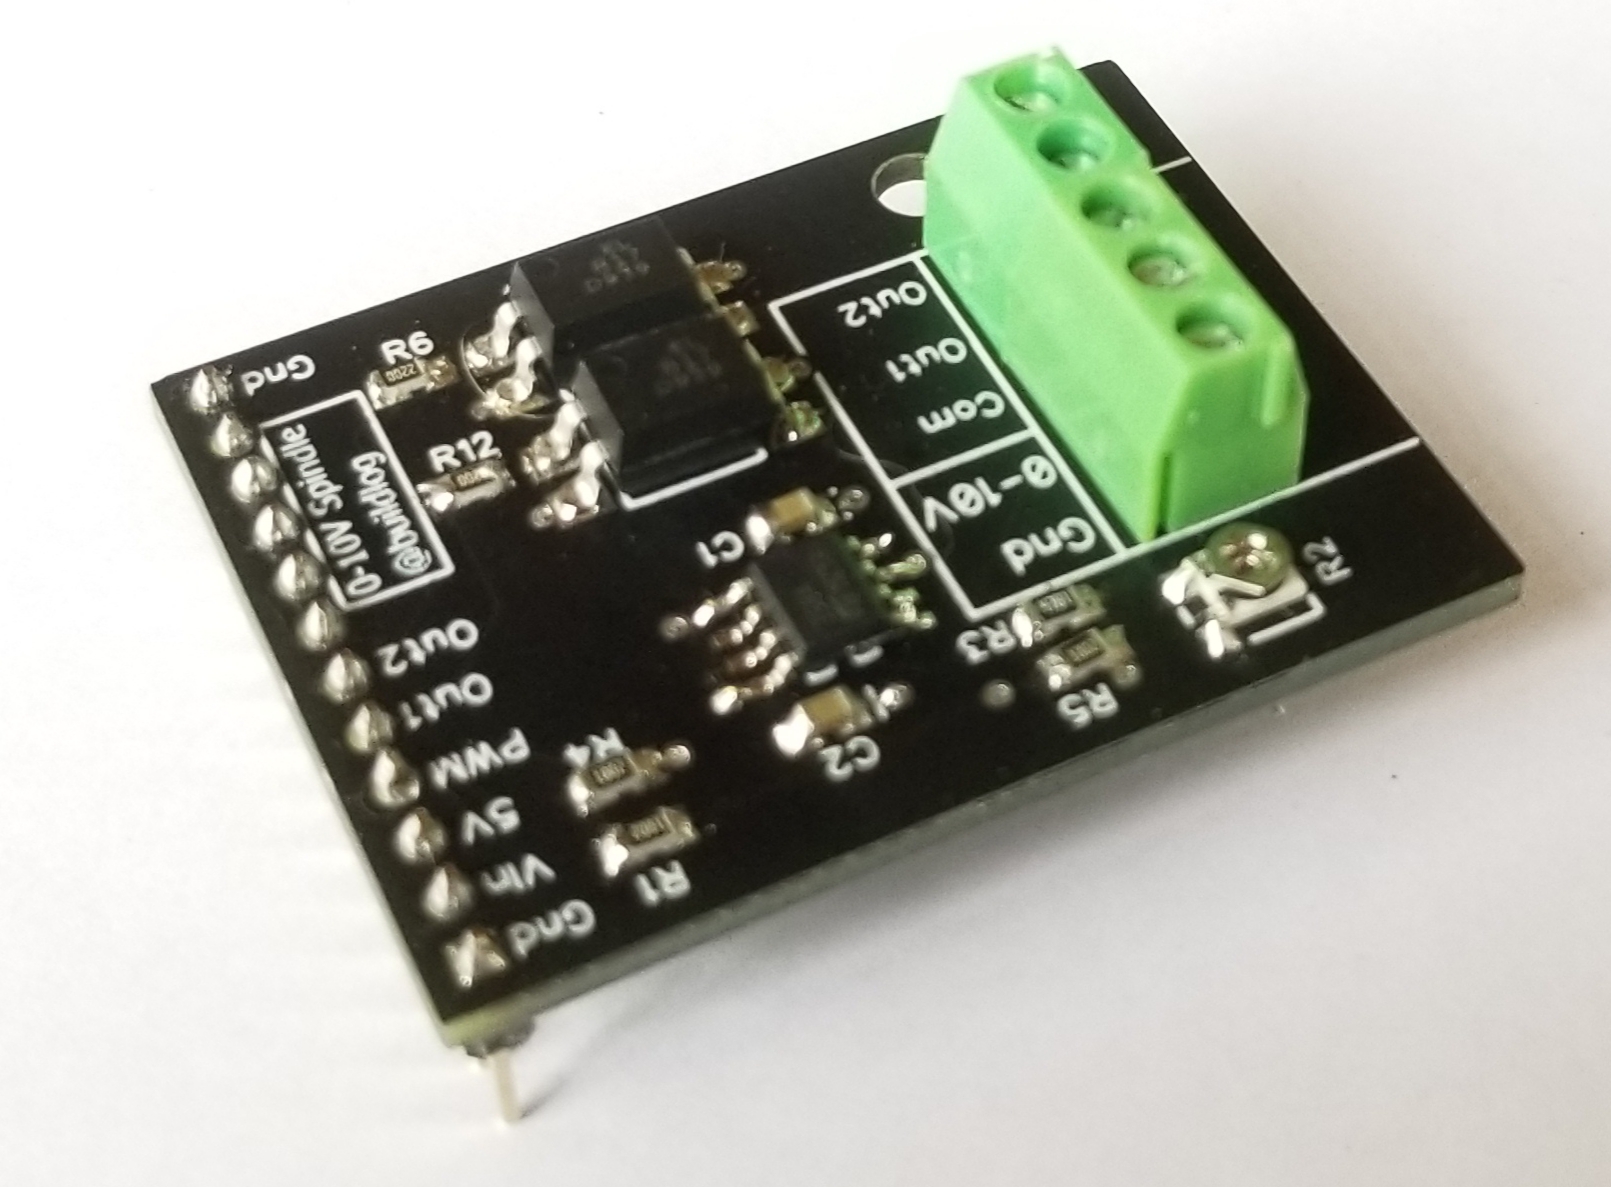 Gnd
0-10V Spindle
@buildlog
Out2
Out1
PWM
5V
Vin
Gnd
R6
R12
Out2
Out1
Com
0-10V
Gnd
C1
C2
R3
R5
R2
R4
R1